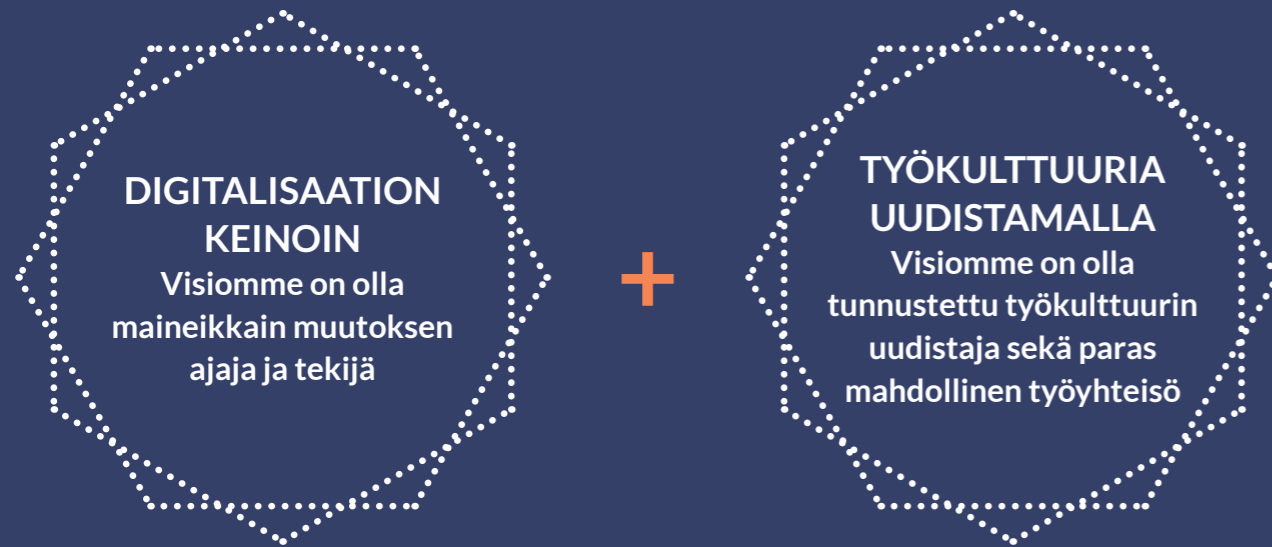 DIGITALISAATION
KEINOIN
Visiomme on olla
maineikkain muutoksen
ajaja ja tekijä
+
TYÖKULTTUURIA
UUDISTAMALLA
Visiomme on olla
tunnustettu työkulttuurin
uudistaja sekä paras
mahdollinen työyhteisö